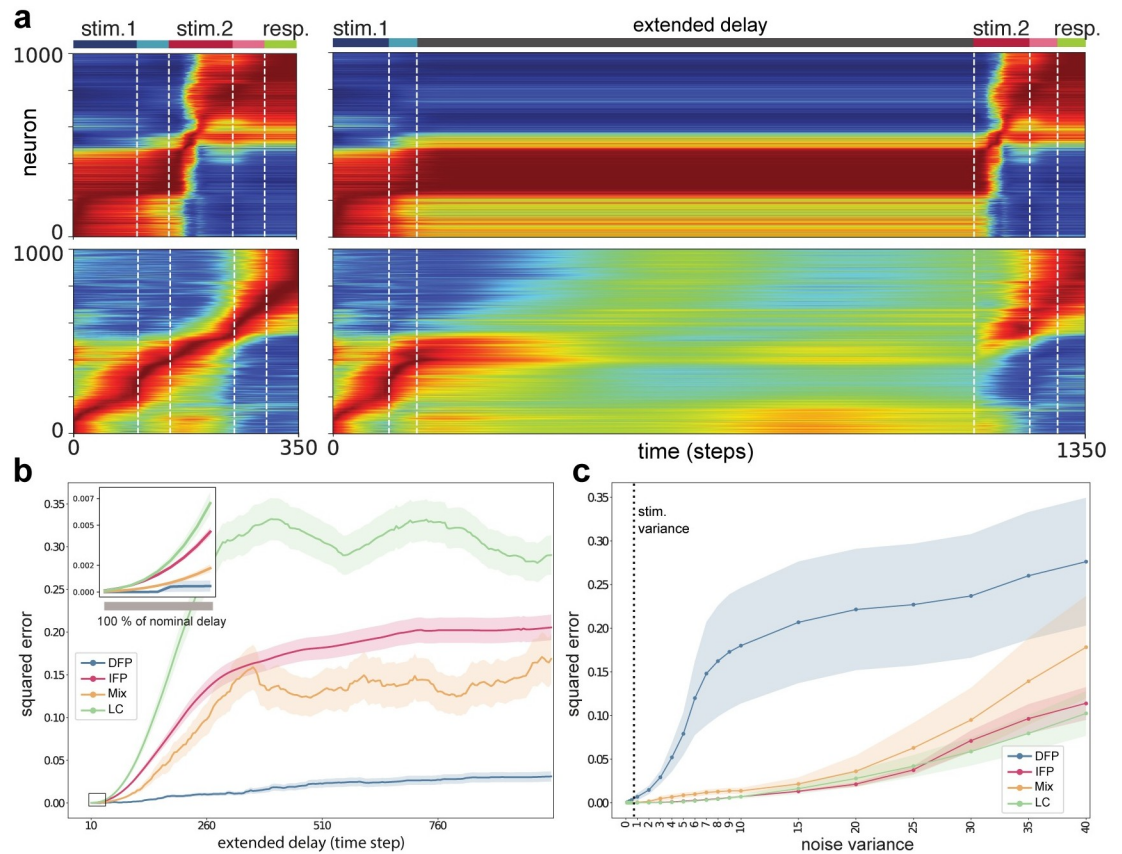 a
stim.1 stim.2 resp. stim.1 extended delay stim.2 resp.
1000
neuron
0
1000
0
0 350 0 time (steps) 1350
b
0.35
0.30
0.25
0.20
0.15
0.10
0.05
0.00
squared error
0.007
0.005
0.002
0.000
100 % of nominal delay
DFP
IFP
Mix
LC
10 260 510 760
extended delay (time step)
c
0.35
0.30
0.25
0.20
0.15
0.10
0.05
0.00
squared error
stim.
variance
DFP
IFP
Mix
LC
0 1 2 3 4 5 6 7 8 9 10 15 20 25 30 35 40
noise variance